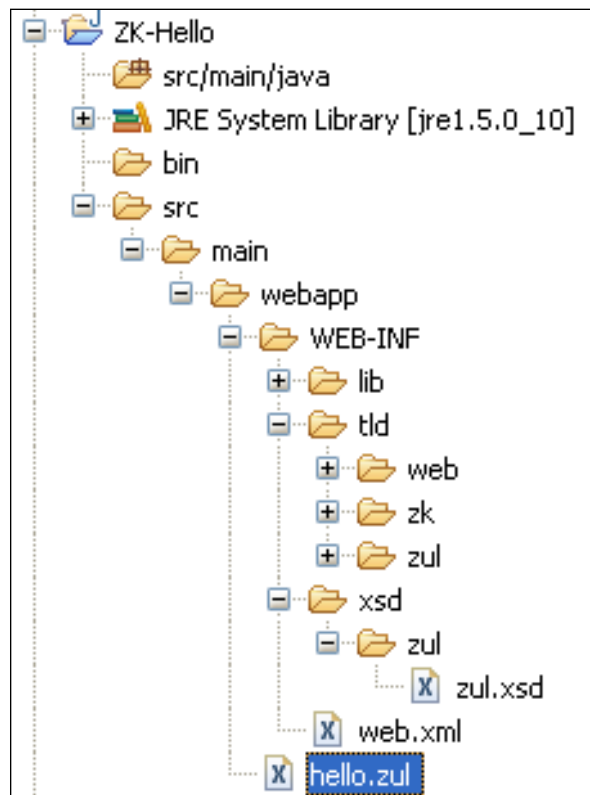 ZK-Hello
src/main/java
JRE System Library [jre1.5.0_10]
bin
src
main
webapp
WEB-INF
lib
tld
web
zk
zul
xsd
zul
zul.xsd
web.xml
hello.zul